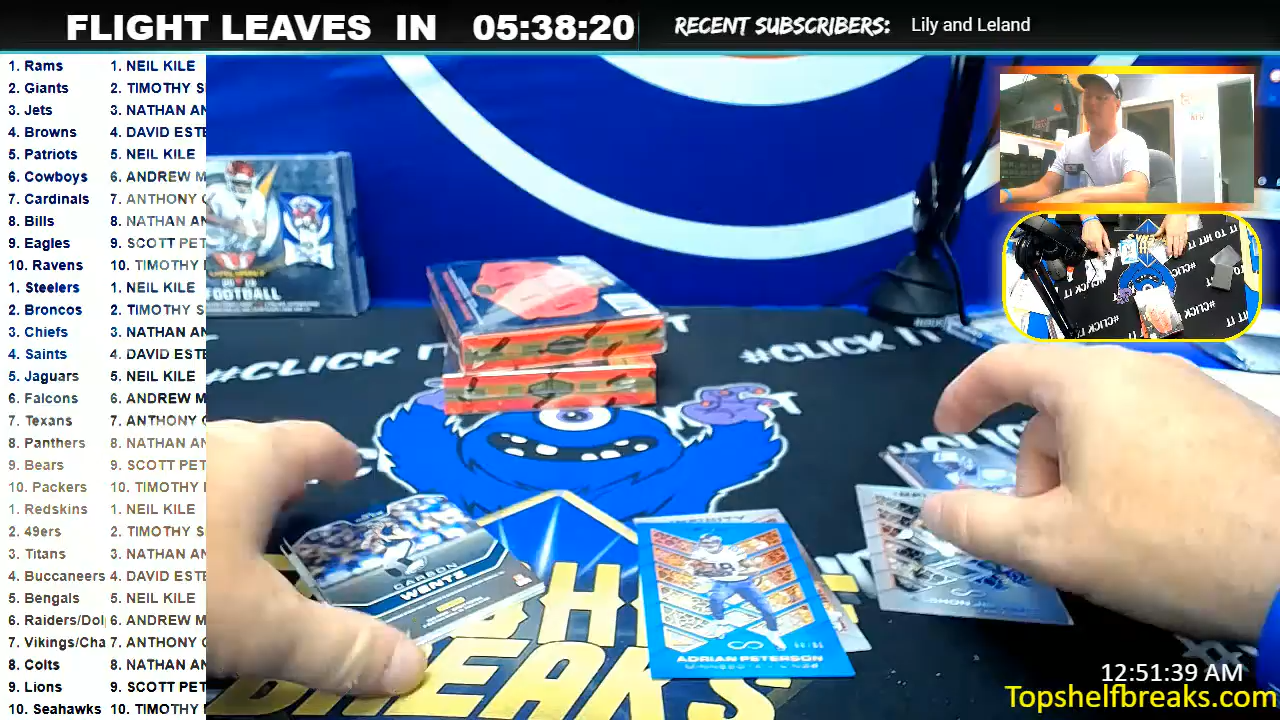 FLIGHT LEAVES IN 05:38:20
RECENT SUBSCRIBERS: Lily and Leland
1. Rams 1. NEIL KILE
2. Giants 2. TIMOTHY S
3. Jets 3. NATHAN AN
4. Browns 4. DAVID ESTE
5. Patriots 5. NEIL KILE
6. Cowboys 6. ANDREW M
7. Cardinals 7. ANTHONY C
8. Bills 8. NATHAN AN
9. Eagles 9. SCOTT PET
10. Ravens 10. TIMOTHY
1. Steelers 1. NEIL KILE
2. Broncos 2. TIMOTHY S
3. Chiefs 3. NATHAN AN
4. Saints 4. DAVID ESTE
5. Jaguars 5. NEIL KILE
6. Falcons 6. ANDREW M
7. Texans 7. ANTHONY C
8. Panthers 8. NATHAN AN
9. Bears 9. SCOTT PET
10. Packers 10. TIMOTHY
1. Redskins 1. NEIL KILE
2. 49ers 2. TIMOTHY S
3. Titans 3. NATHAN AN
4. Buccaneers 4. DAVID ESTE
5. Bengals 5. NEIL KILE
6. Raiders/Dol 6. ANDREW M
7. Vikings/Cha 7. ANTHONY C
8. Colts 8. NATHAN AN
9. Lions 9. SCOTT PET
10. Seahawks 10. TIMOTHY
FOOTBALL
#CLICK IT
#CLICK IT
CARSON
WENTZ
ADRIAN PETERSON
BREAKS
12:51:39 AM
Topshelfbreaks.com